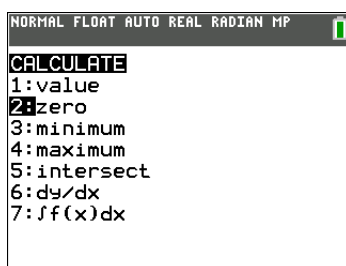 NORMAL FLOAT AUTO REAL RADIAN MP
CALCULATE
1:value
2:zero
3:minimum
4:maximum
5:intersect
6:dy/dx
7:∫f(x)dx